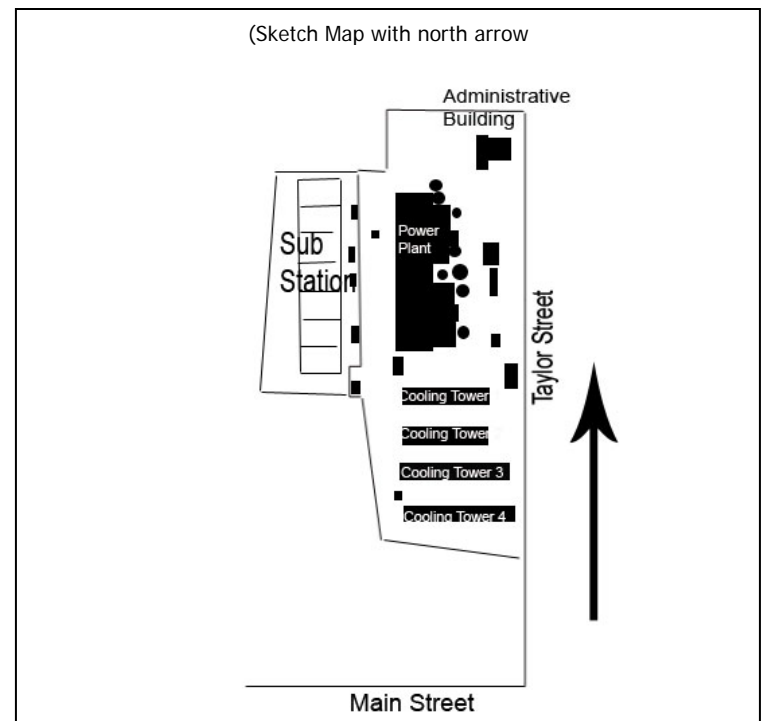 (Sketch Map with north arrow
Administrative
Building
Power
Plant
Sub
Station
Taylor Street
Cooling Tower
Cooling Tower
Cooling Tower 3
Cooling Tower 4
Main Street